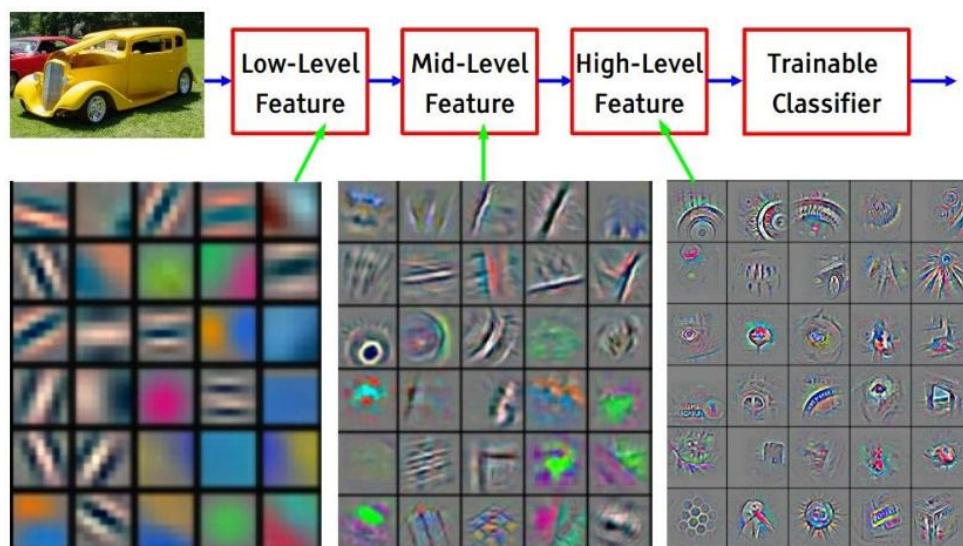 Low-Level
Feature
Mid-Level
Feature
High-Level
Feature
Trainable
Classifier